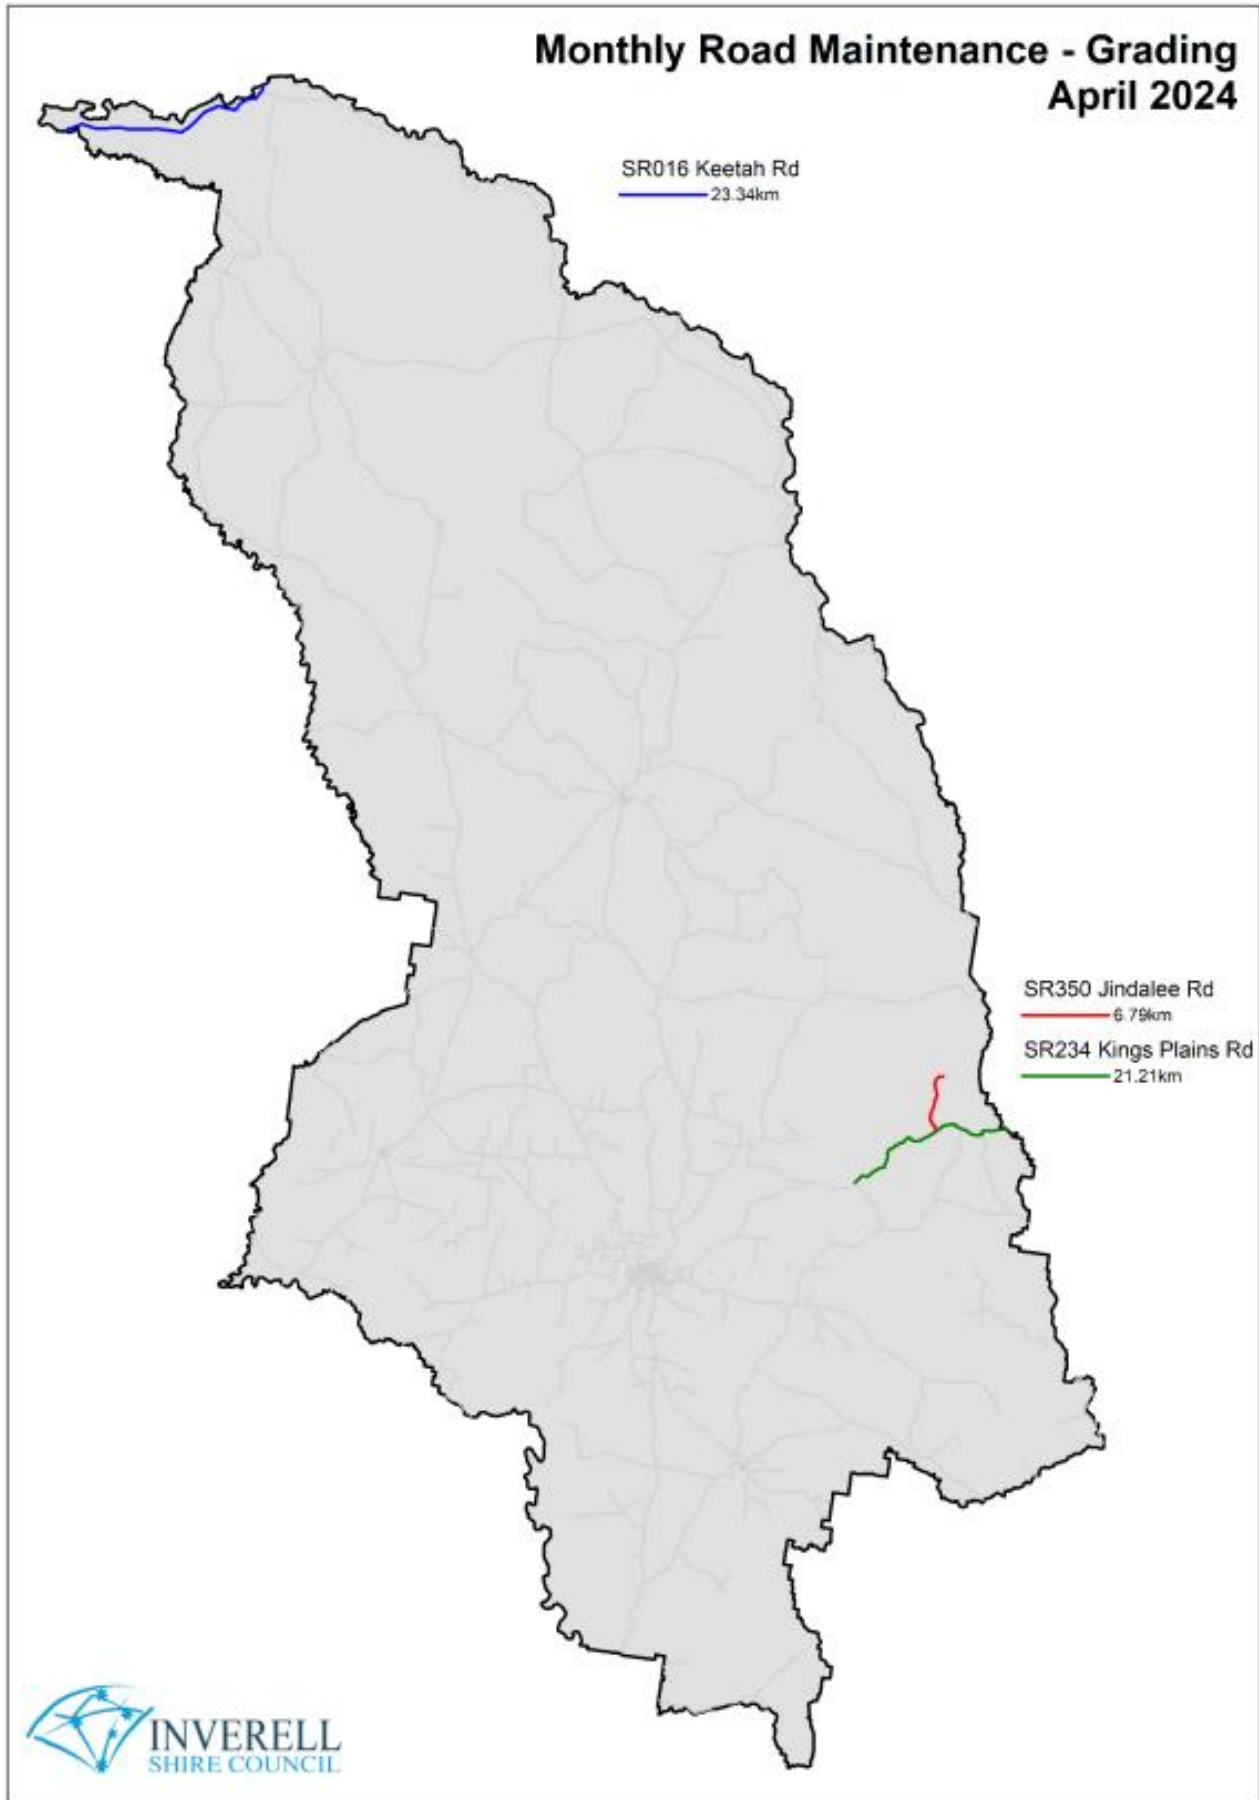 Monthly Road Maintenance - Grading
April 2024
SR016 Keetah Rd
23.34km
SR350 Jindalee Rd
6.79km
SR234 Kings Plains Rd
21.21km
INVERELL
SHIRE COUNCIL